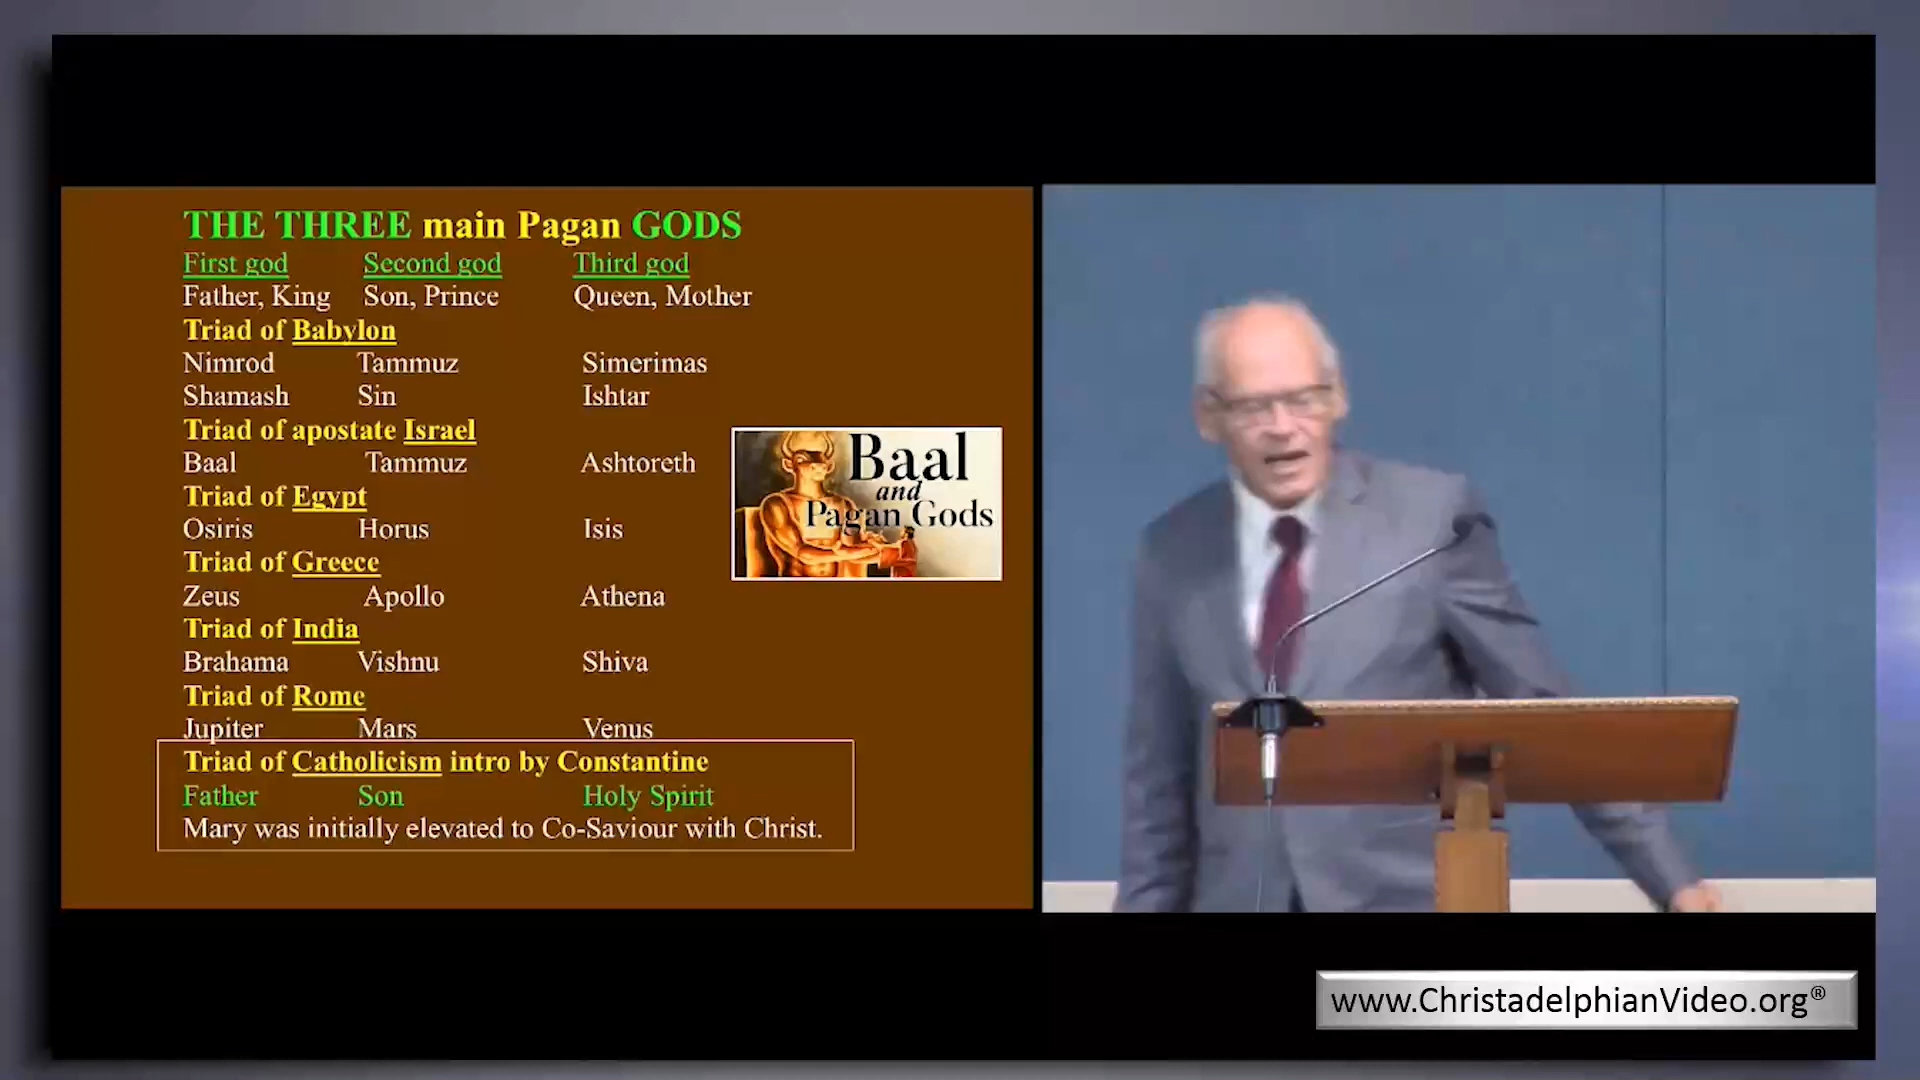 THE THREE main Pagan GODS
First god Second god Third god
Father, King Son, Prince Queen, Mother
Triad of Babylon
Nimrod Tammuz Simerimas
Shamash Sin Ishtar
Triad of apostate Israel
Baal Tammuz Ashtoreth
Triad of Egypt
Osiris Horus Isis
Triad of Greece
Zeus Apollo Athena
Triad of India
Brahama Vishnu Shiva
Triad of Rome
Jupiter Mars Venus
Triad of Catholicism intro by Constantine
Father Son Holy Spirit
Mary was initially elevated to Co-Saviour with Christ.
Baal
and
Pagan Gods
www.ChristadelphianVideo.org®